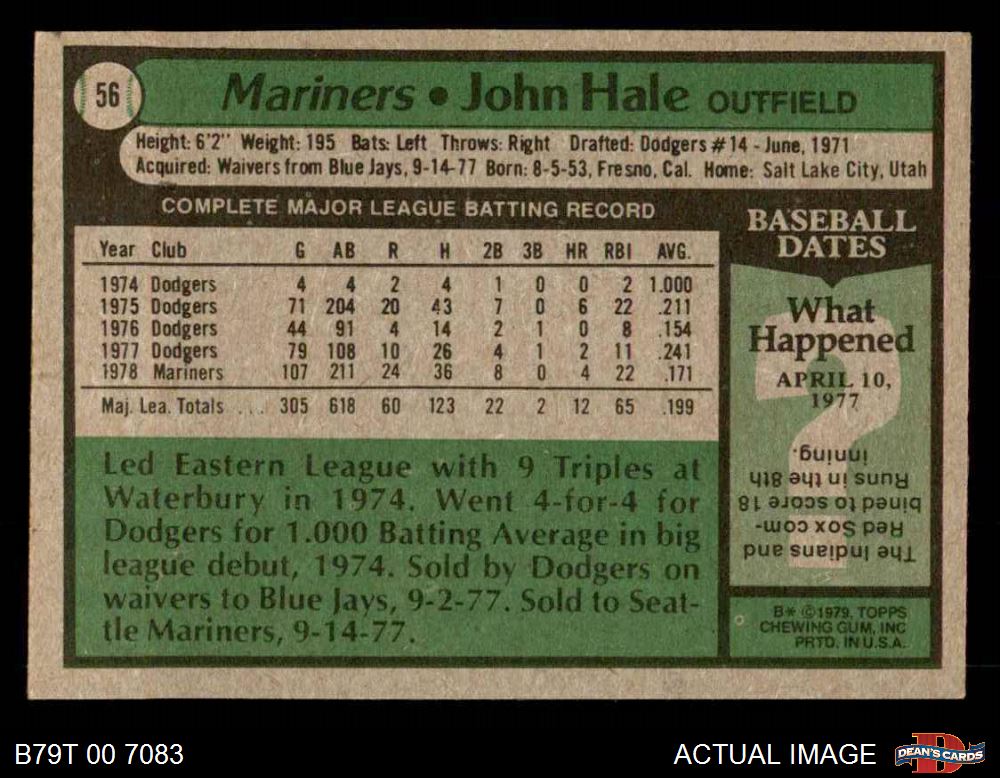 56
Mariners • John Hale OUTFIELD
Height: 6'2" Weight: 195 Bats: Left Throws: Right Drafted: Dodgers #14 - June, 1971
Acquired: Waivers from Blue Jays, 9-14-77 Born: 8-5-53, Fresno, Cal. Home: Salt Lake City, Utah
COMPLETE MAJOR LEAGUE BATTING RECORD
Year Club G AB R H 2B 3B HR RBI AVG.
1974 Dodgers 4 4 2 4 1 0 0 2 1.000
1975 Dodgers 71 204 20 43 7 0 6 22 .211
1976 Dodgers 44 91 4 14 2 1 0 8 .154
1977 Dodgers 79 108 10 26 4 1 2 11 .241
1978 Mariners 107 211 24 36 8 0 4 22 .171
Maj. Lea. Totals ... 305 618 60 123 22 2 12 65 .199
Led Eastern League with 9 Triples at
Waterbury in 1974. Went 4-for-4 for
Dodgers for 1.000 Batting Average in big
league debut, 1974. Sold by Dodgers on
waivers to Blue Jays, 9-2-77. Sold to Seat-
tle Mariners, 9-14-77.
BASEBALL
DATES
What
Happened
APRIL 10,
1977
?
The Indians and
Red Sox com-
bined to score 18
Runs in the 8th
inning.
B* ©1979, TOPPS
CHEWING GUM, INC
PRTD. IN U.S.A.
B79T 00 7083
ACTUAL IMAGE
DEAN'S CARDS